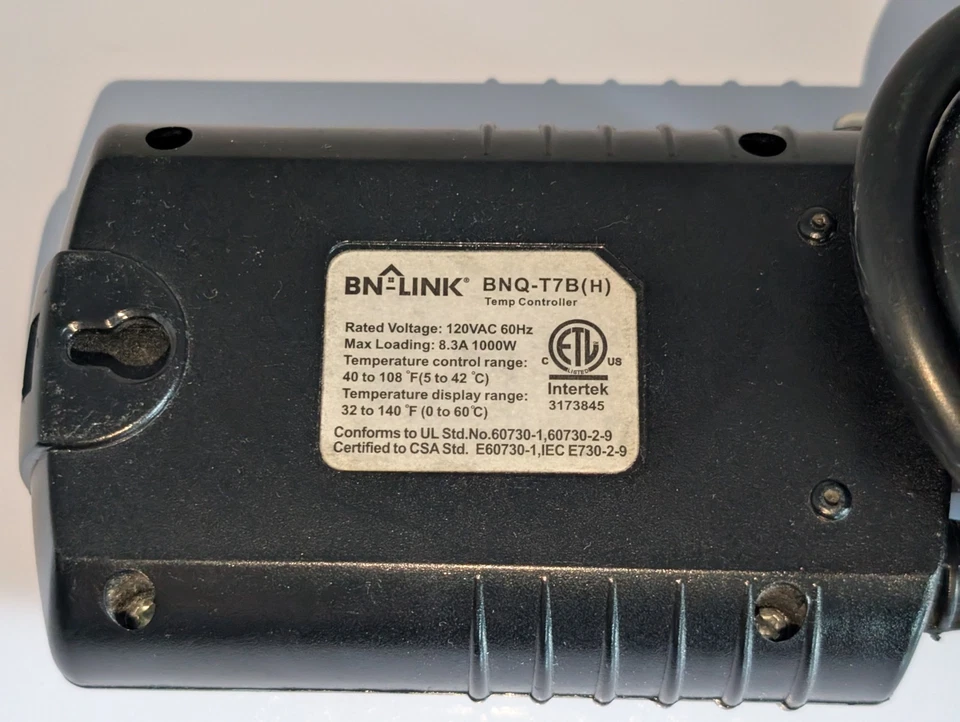 BN-LINK® BNQ-T7B(H)
Temp Controller
Rated Voltage: 120VAC 60Hz
Max Loading: 8.3A 1000W
Temperature control range:
40 to 108 °F(5 to 42 °C)
Temperature display range:
32 to 140 °F (0 to 60°C)
C ETL US
LISTED
Intertek
3173845
Conforms to UL Std.No.60730-1,60730-2-9
Certified to CSA Std. E60730-1,IEC E730-2-9